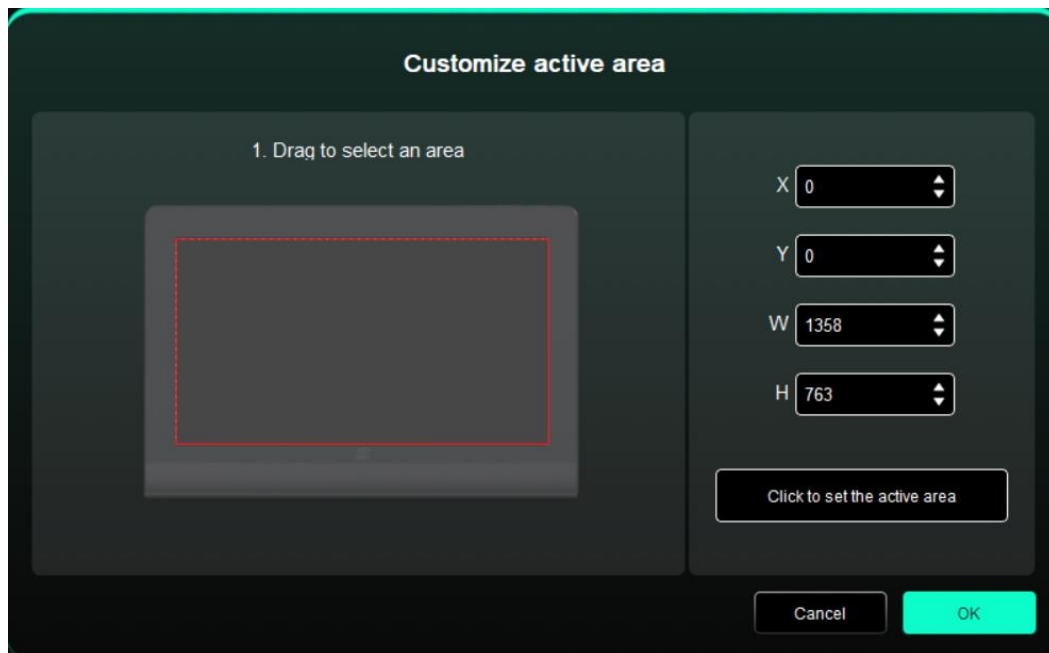 Customize active area
1. Drag to select an area
X 0
Y 0
W 1358
H 763
Click to set the active area
Cancel
OK